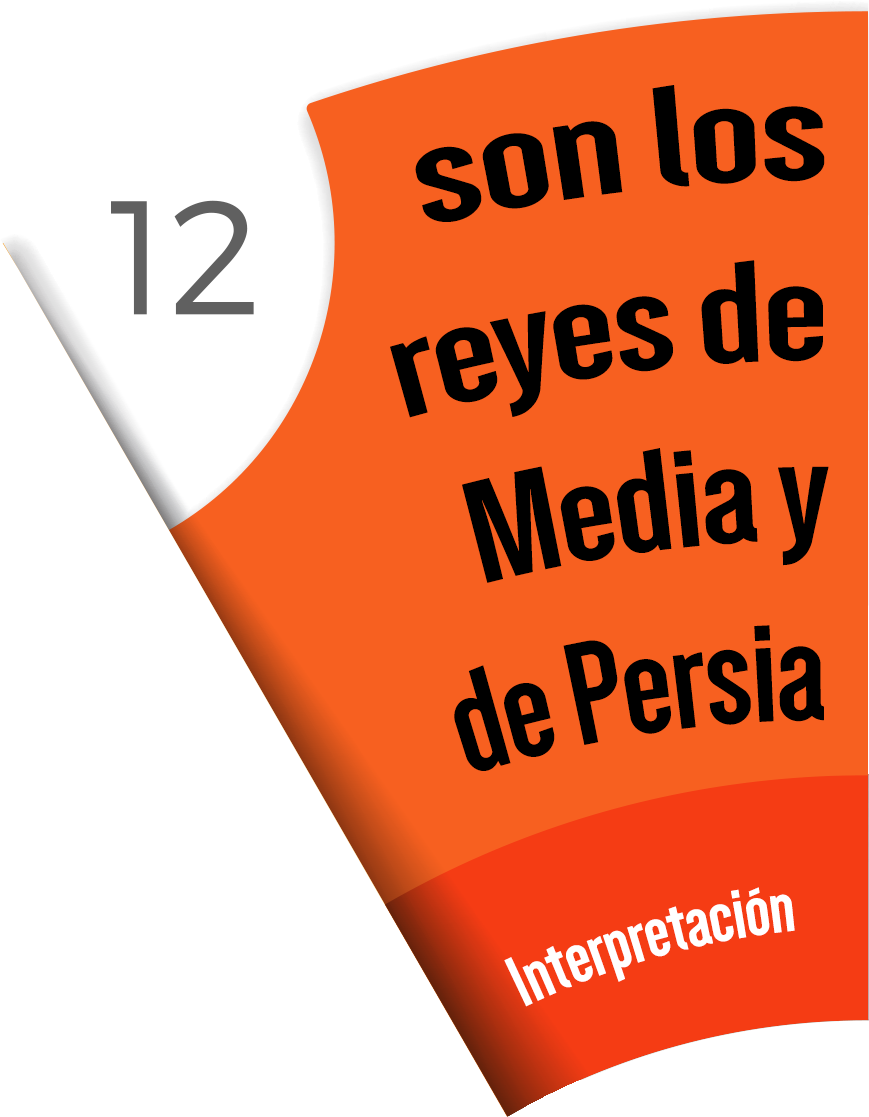 12
son los
reyes de
Media y
de Persia
Interpretación